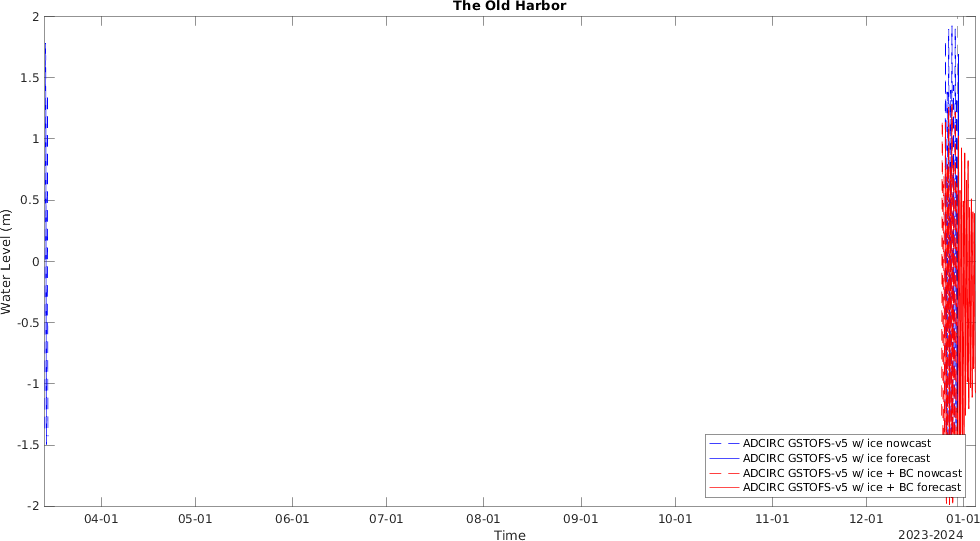 The Old Harbor
2
1.5
1
0.5
0
-0.5
-1
-1.5
-2
Water Level (m)
04-01 05-01 06-01 07-01 08-01 09-01 10-01 11-01 12-01 01-01
Time
2023-2024
ADCIRC GSTOFS-v5 w/ ice nowcast
ADCIRC GSTOFS-v5 w/ ice forecast
ADCIRC GSTOFS-v5 w/ ice + BC nowcast
ADCIRC GSTOFS-v5 w/ ice + BC forecast